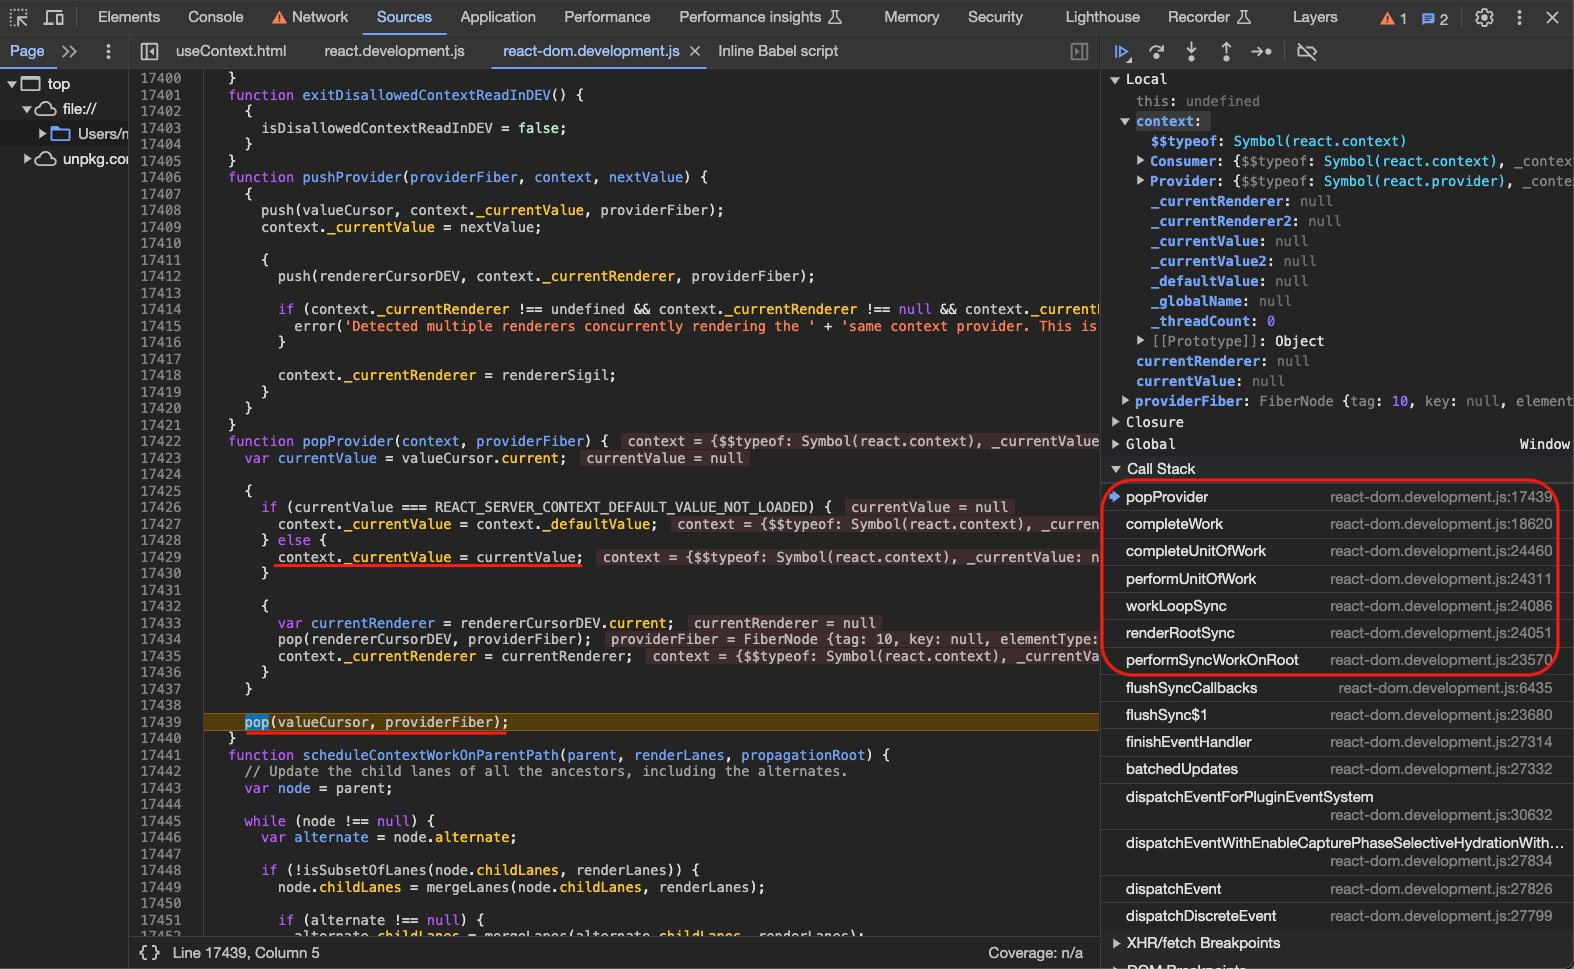 Elements Console Network Sources Application Performance Performance insights Memory Security Lighthouse Recorder Layers 1 2
Page useContext.html react.development.js react-dom.development.js Inline Babel script
top
file://
Users/
unpkg.co
17400 }
17401 function exitDisallowedContextReadInDEV() {
17402 {
17403 isDisallowedContextReadInDEV = false;
17404 }
17405 }
17406 function pushProvider(providerFiber, context, nextValue) {
17407 {
17408 push(valueCursor, context._currentValue, providerFiber);
17409 context._currentValue = nextValue;
17410
17411 {
17412 push(rendererCursorDEV, context._currentRenderer, providerFiber);
17413
17414 if (context._currentRenderer !== undefined && context._currentRenderer !== null && context._current
17415 error('Detected multiple renderers concurrently rendering the ' + 'same context provider. This is
17416 }
17417
17418 context._currentRenderer = rendererSigil;
17419 }
17420 }
17421 }
17422 function popProvider(context, providerFiber) { context = {$$typeof: Symbol(react.context), _currentValue
17423 var currentValue = valueCursor.current; currentValue = null
17424
17425 {
17426 if (currentValue === REACT_SERVER_CONTEXT_DEFAULT_VALUE_NOT_LOADED) { currentValue = null
17427 context._currentValue = context._defaultValue; context = {$$typeof: Symbol(react.context), _curren
17428 } else {
17429 context._currentValue = currentValue; context = {$$typeof: Symbol(react.context), _currentValue: n
17430 }
17431
17432 {
17433 var currentRenderer = rendererCursorDEV.current; currentRenderer = null
17434 pop(rendererCursorDEV, providerFiber); providerFiber = FiberNode {tag: 10, key: null, elementType:
17435 context._currentRenderer = currentRenderer; context = {$$typeof: Symbol(react.context), _currentVa
17436 }
17437 }
17438
17439 pop(valueCursor, providerFiber);
17440 }
17441 function scheduleContextWorkOnParentPath(parent, renderLanes, propagationRoot) {
17442 // Update the child lanes of all the ancestors, including the alternates.
17443 var node = parent;
17444
17445 while (node !== null) {
17446 var alternate = node.alternate;
17447
17448 if (!isSubsetOfLanes(node.childLanes, renderLanes)) {
17449 node.childLanes = mergeLanes(node.childLanes, renderLanes);
17450
17451 if (alternate !== null) {
17452 alternate.childLanes = mergeLanes(alternate.childLanes, renderLanes);
{} Line 17439, Column 5 Coverage: n/a
Local
this: undefined
context:
$$typeof: Symbol(react.context)
Consumer: {$$typeof: Symbol(react.context), _contex
Provider: {$$typeof: Symbol(react.provider), _conte
_currentRenderer: null
_currentRenderer2: null
_currentValue: null
_currentValue2: null
_defaultValue: null
_globalName: null
_threadCount: 0
[[Prototype]]: Object
currentRenderer: null
currentValue: null
providerFiber: FiberNode {tag: 10, key: null, element
Closure
Global Window
Call Stack
popProvider react-dom.development.js:17439
completeWork react-dom.development.js:18620
completeUnitOfWork react-dom.development.js:24460
performUnitOfWork react-dom.development.js:24311
workLoopSync react-dom.development.js:24086
renderRootSync react-dom.development.js:24051
performSyncWorkOnRoot react-dom.development.js:23570
flushSyncCallbacks react-dom.development.js:6435
flushSync$1 react-dom.development.js:23680
finishEventHandler react-dom.development.js:27314
batchedUpdates react-dom.development.js:27332
dispatchEventForPluginEventSystem
react-dom.development.js:30632
dispatchEventWithEnableCapturePhaseSelectiveHydrationWith…
react-dom.development.js:27834
dispatchEvent react-dom.development.js:27826
dispatchDiscreteEvent react-dom.development.js:27799
XHR/fetch Breakpoints
DOM Breakpoints